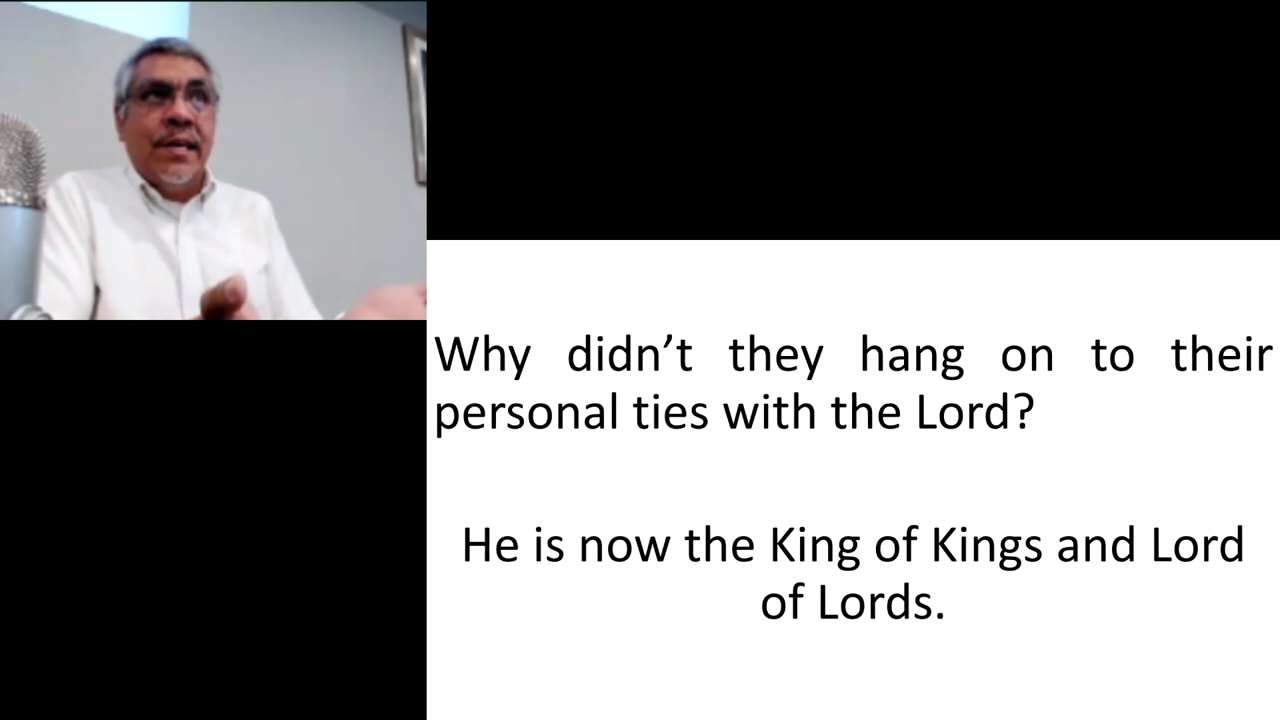 Why didn’t they hang on to their
personal ties with the Lord?
He is now the King of Kings and Lord
of Lords.